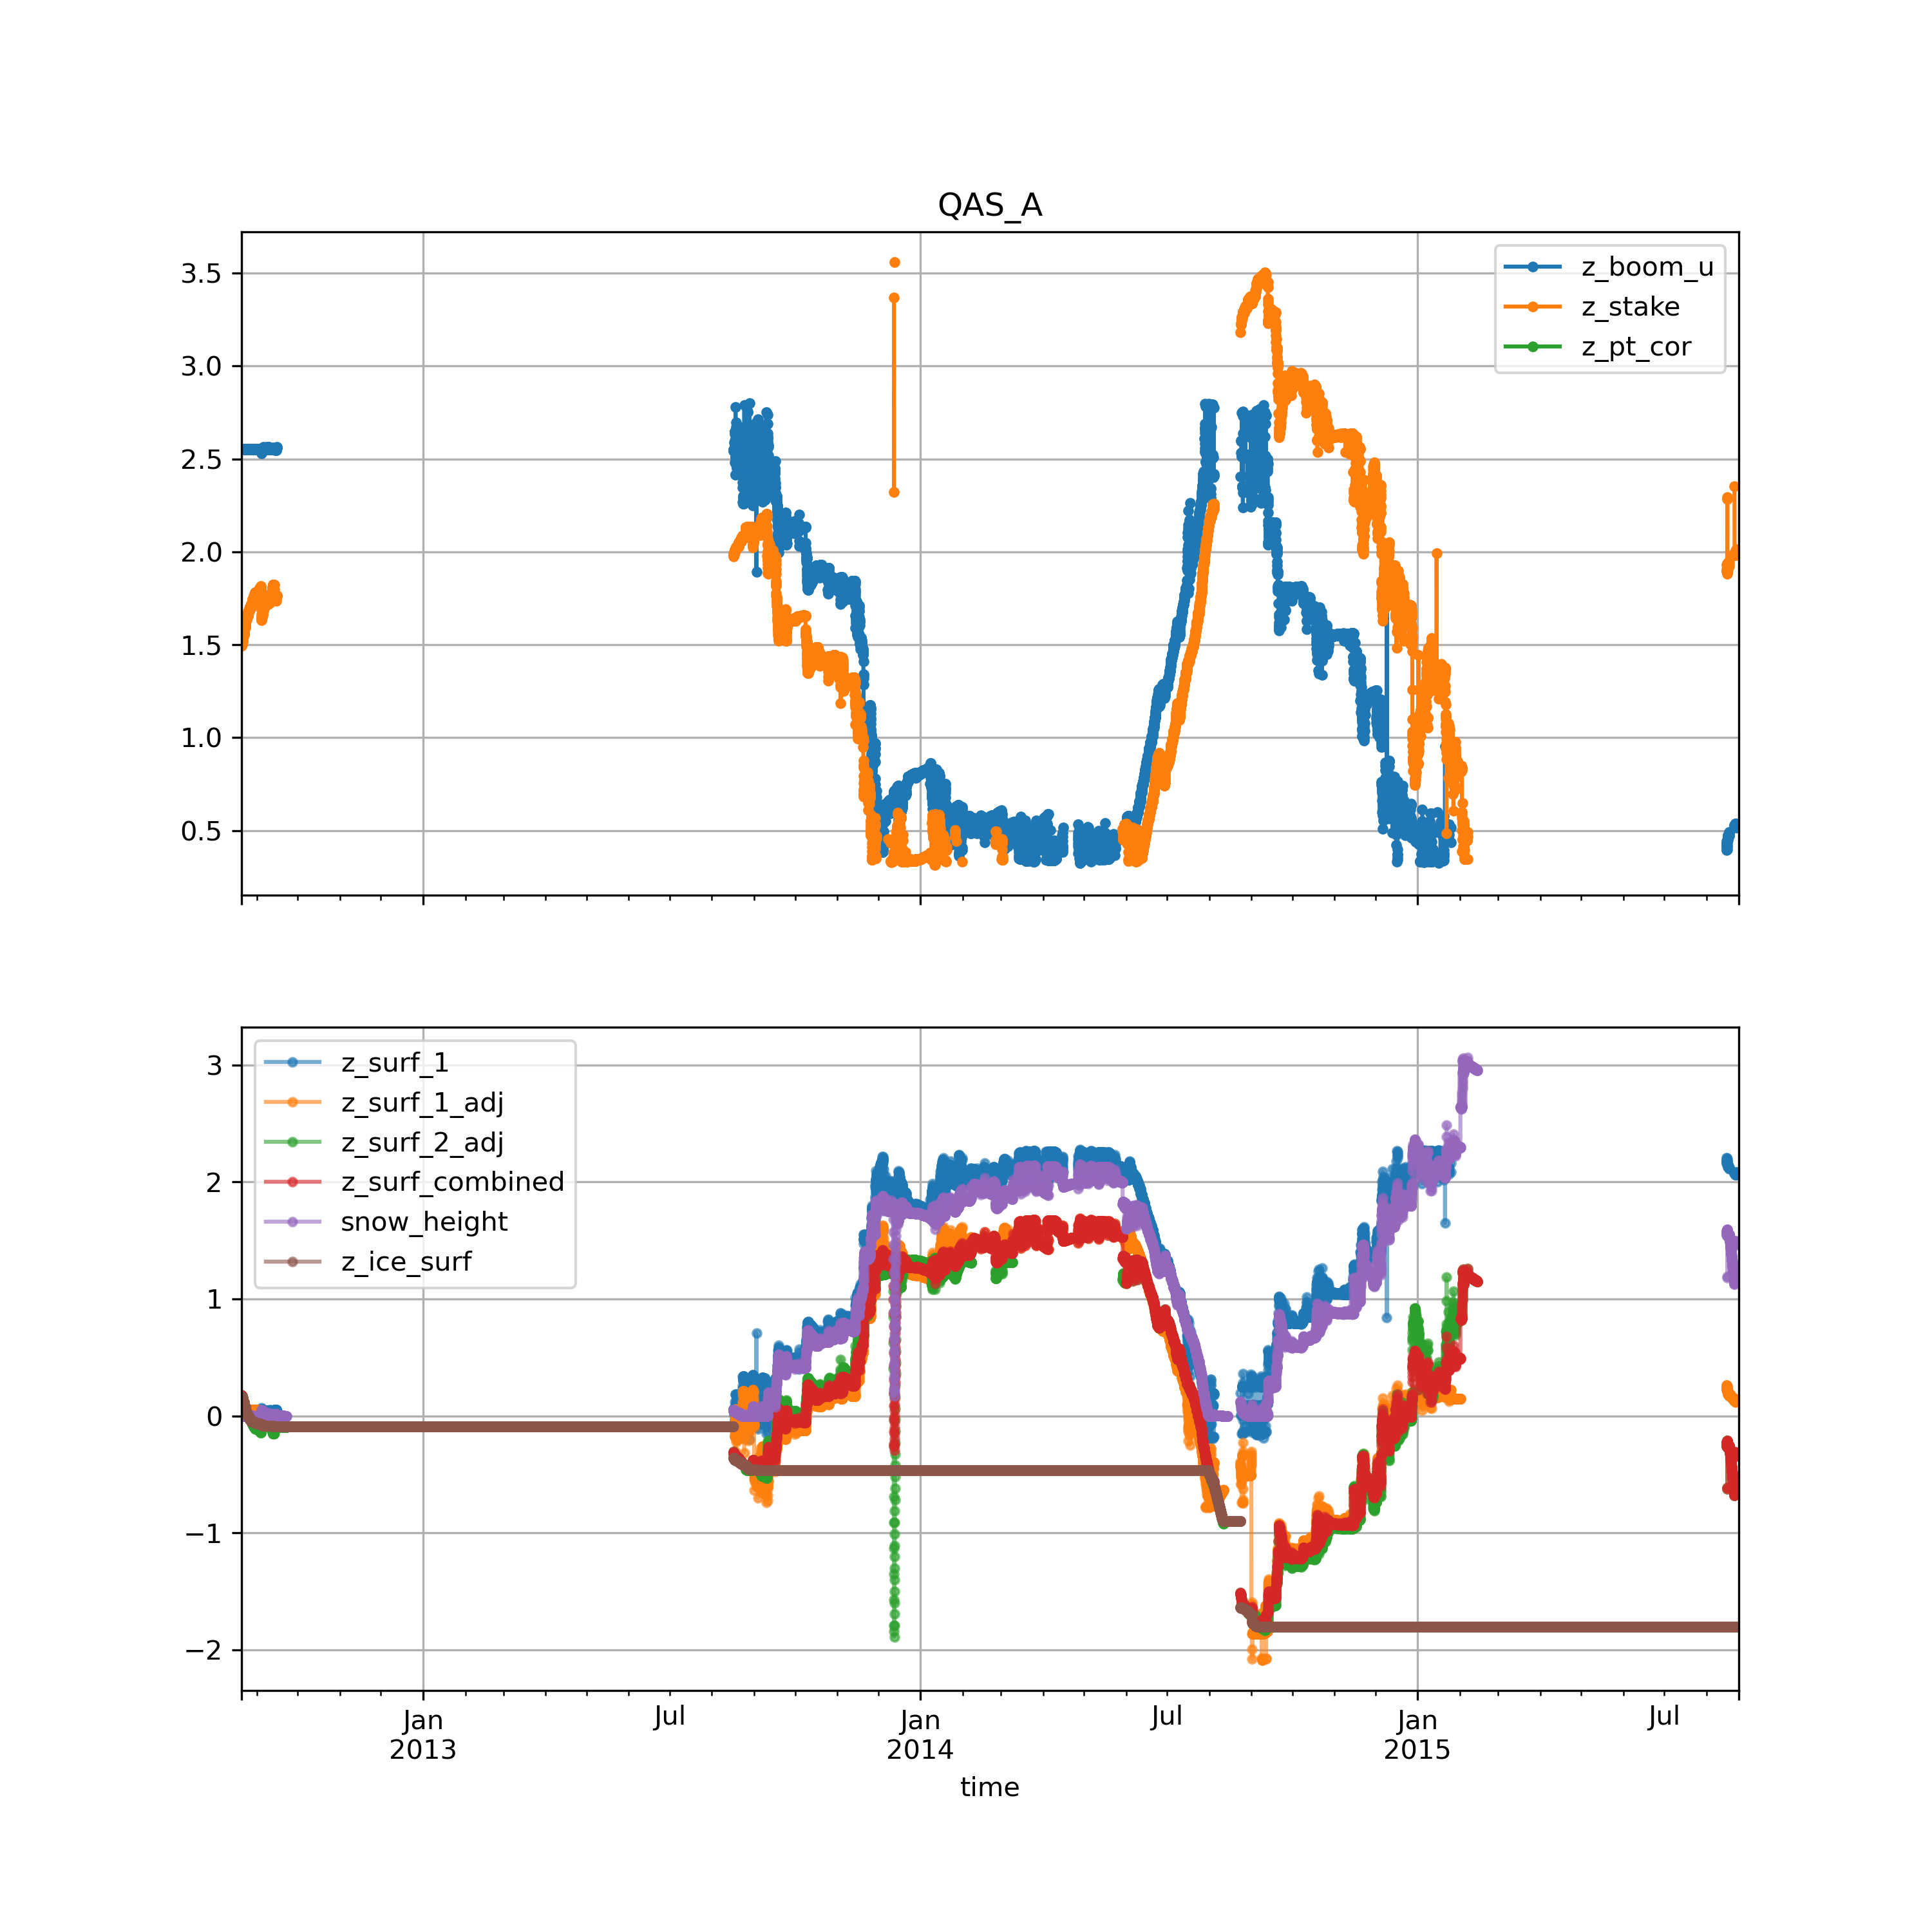 QAS_A
3.5
3.0
2.5
2.0
1.5
1.0
0.5
z_boom_u
z_stake
z_pt_cor
3
2
1
0
−1
−2
z_surf_1
z_surf_1_adj
z_surf_2_adj
z_surf_combined
snow_height
z_ice_surf
Jan
2013
Jul
Jan
2014
Jul
Jan
2015
Jul
time